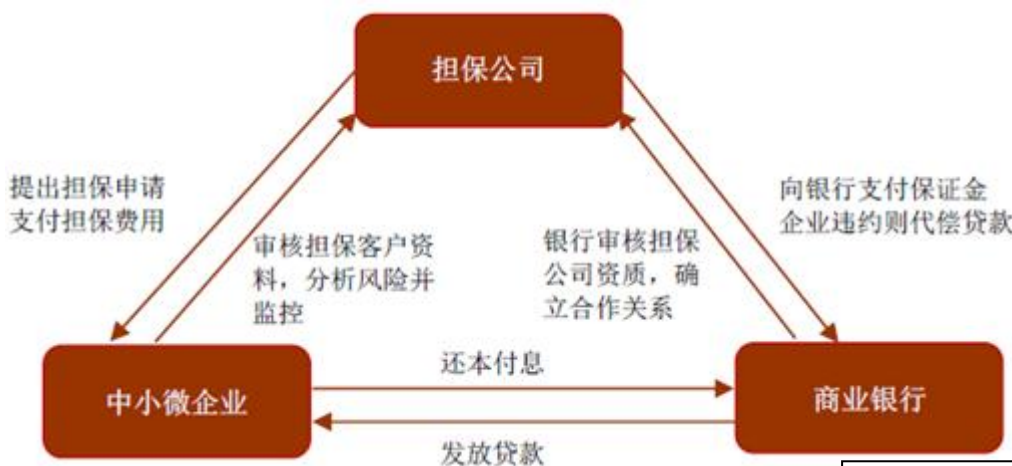 担保公司
提出担保申请
支付担保费用
审核担保客户资
料，分析风险并
监控
银行审核担保
公司资质，确
立合作关系
向银行支付保证金
企业违约则代偿贷款
中小微企业
还本付息
发放贷款
商业银行